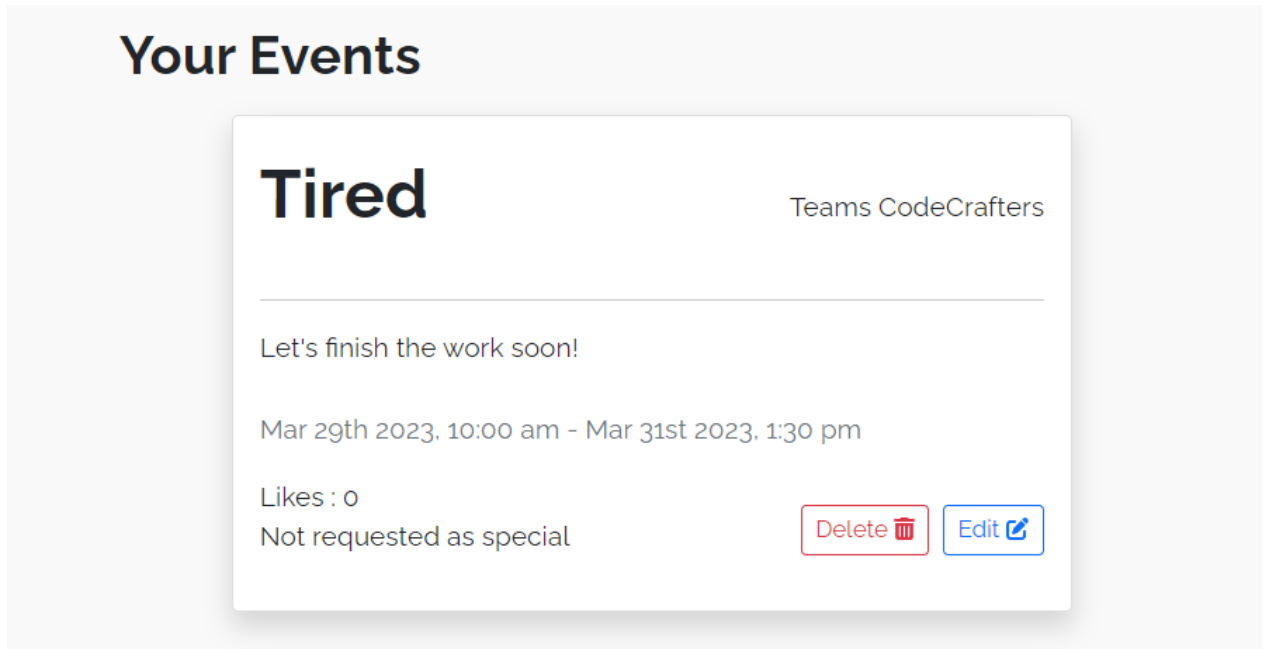 Your Events
Tired
Teams CodeCrafters
Let's finish the work soon!
Mar 29th 2023, 10:00 am - Mar 31st 2023, 1:30 pm
Likes : 0
Not requested as special
Delete
Edit